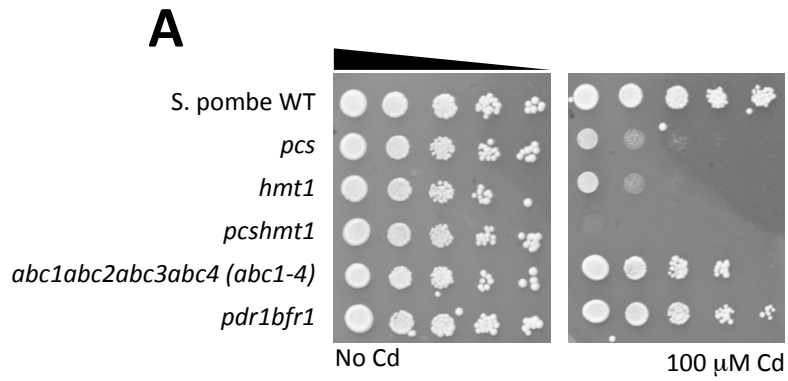 A
S. pombe WT
pcs
hmt1
pcshmt1
abc1abc2abc3abc4 (abc1-4)
pdr1bfr1
No Cd
100 μM Cd